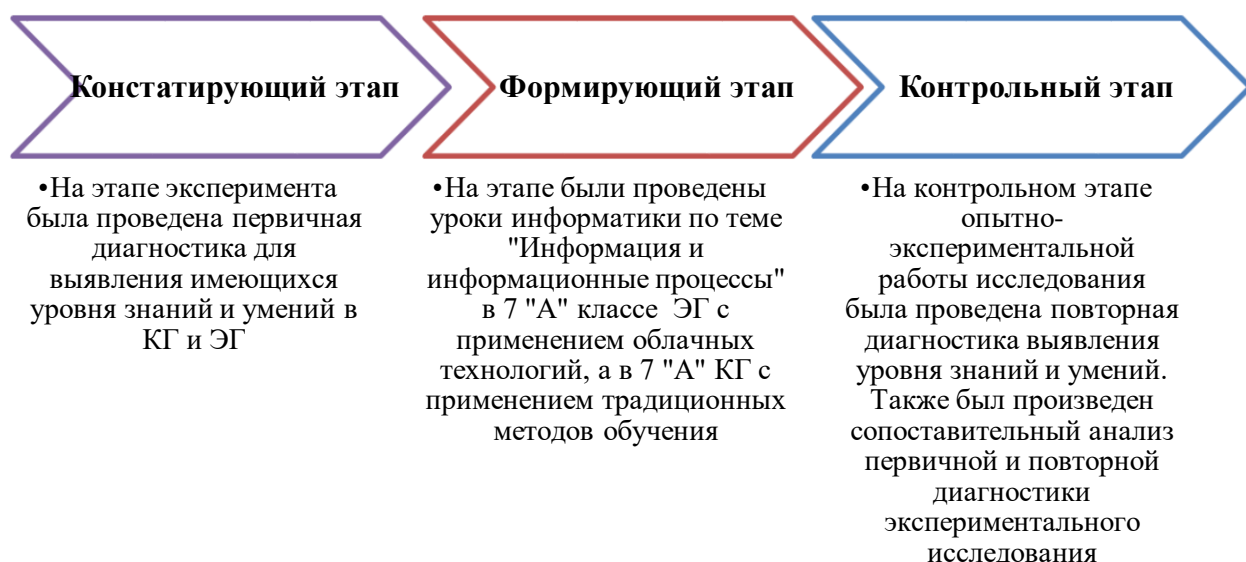 Констатирующий этап
•На этапе эксперимента
была проведена первичная
диагностика для
выявления имеющихся
уровня знаний и умений в
КГ и ЭГ
Формирующий этап
•На этапе были проведены
уроки информатики по теме
"Информация и
информационные процессы"
в 7 "А" классе  ЭГ с
применением облачных
технологий, а в 7 "А" КГ с
применением традиционных
методов обучения
Контрольный этап
•На контрольном этапе
опытно-
экспериментальной
работы исследования
была проведена повторная
диагностика выявления
уровня знаний и умений.
Также был произведен
сопоставительный анализ
первичной и повторной
диагностики
экспериментального
исследования